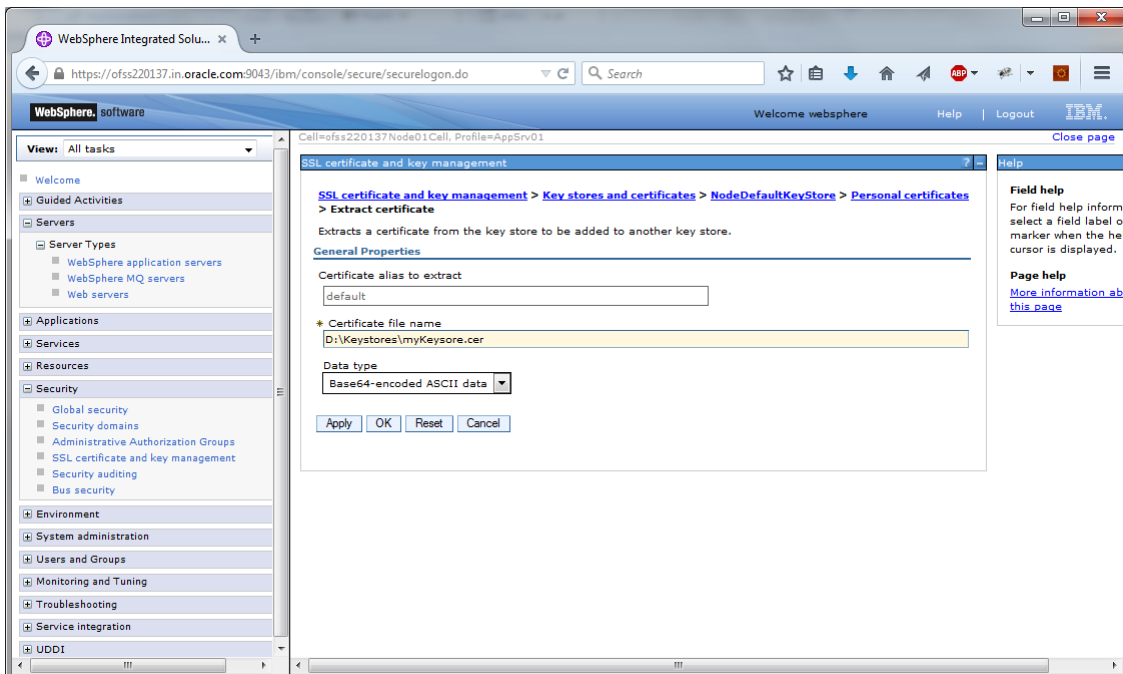 WebSphere Integrated Solu...
https://ofss220137.in.oracle.com:9043/ibm/console/secure/securelogon.do
Search
ABP
WebSphere. software
Welcome websphere
Help | Logout
IBM.
View: All tasks
Welcome
Guided Activities
Servers
Server Types
WebSphere application servers
WebSphere MQ servers
Web servers
Applications
Services
Resources
Security
Global security
Security domains
Administrative Authorization Groups
SSL certificate and key management
Security auditing
Bus security
Environment
System administration
Users and Groups
Monitoring and Tuning
Troubleshooting
Service integration
UDDI
Cell=ofss220137Node01Cell, Profile=AppSrv01
Close page
SSL certificate and key management
? -
SSL certificate and key management > Key stores and certificates > NodeDefaultKeyStore > Personal certificates
> Extract certificate
Extracts a certificate from the key store to be added to another key store.
General Properties
Certificate alias to extract
default
* Certificate file name
D:\Keystores\myKeysore.cer
Data type
Base64-encoded ASCII data
Apply
OK
Reset
Cancel
Help
Field help
For field help inform
select a field label o
marker when the he
cursor is displayed.
Page help
More information ab
this page